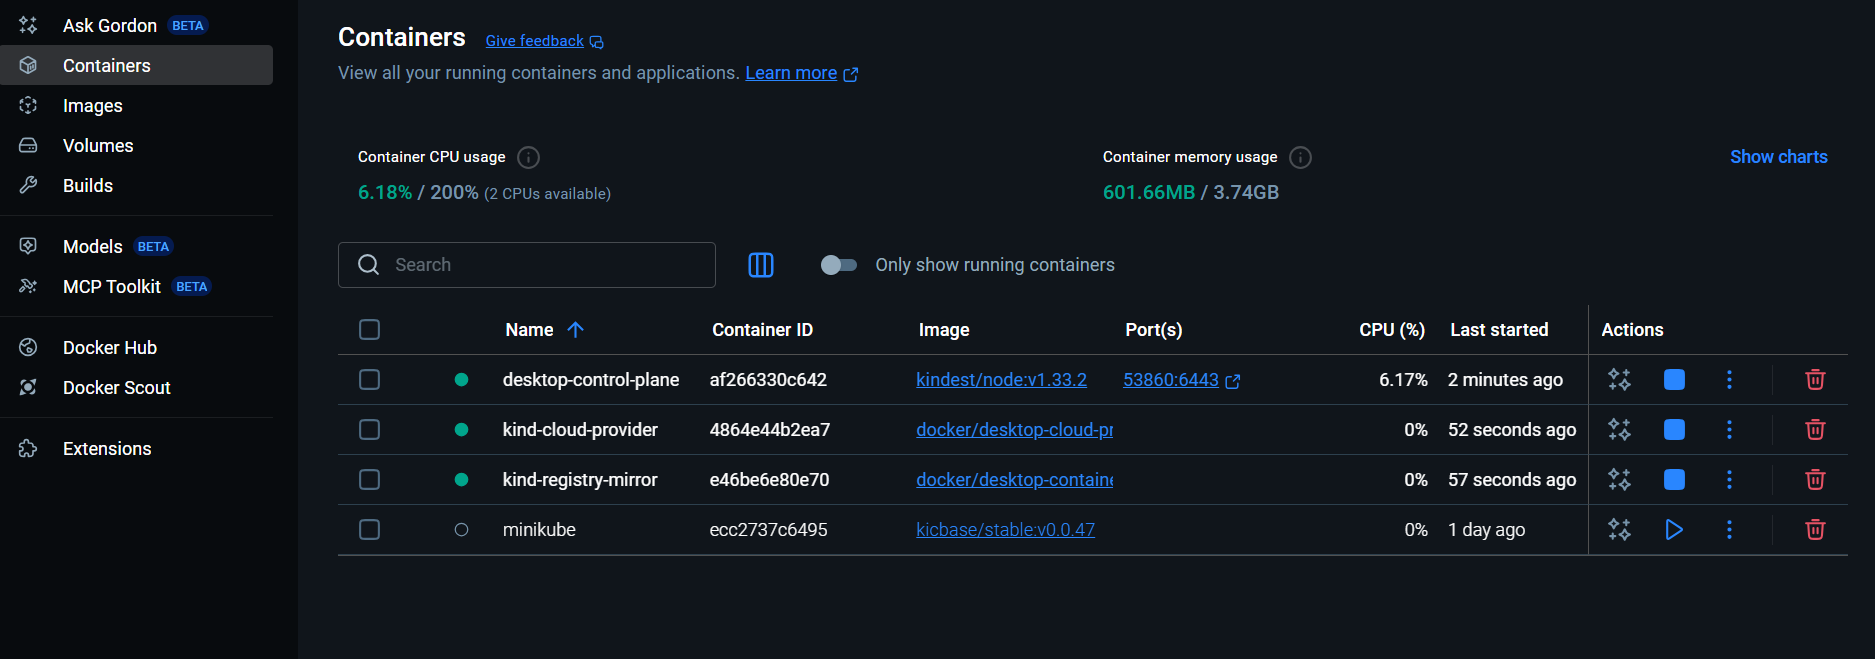 Ask Gordon BETA
Containers
Images
Volumes
Builds
Models BETA
MCP Toolkit BETA
Docker Hub
Docker Scout
Extensions
Containers Give feedback
View all your running containers and applications. Learn more
Container CPU usage
6.18% / 200% (2 CPUs available)
Container memory usage
601.66MB / 3.74GB
Show charts
Search
Only show running containers
Name Container ID Image Port(s) CPU (%) Last started Actions
desktop-control-plane af266330c642 kindest/node:v1.33.2 53860:6443 6.17% 2 minutes ago
kind-cloud-provider 4864e44b2ea7 docker/desktop-cloud-pr 0% 52 seconds ago
kind-registry-mirror e46be6e80e70 docker/desktop-containe 0% 57 seconds ago
minikube ecc2737c6495 kicbase/stable:v0.0.47 0% 1 day ago